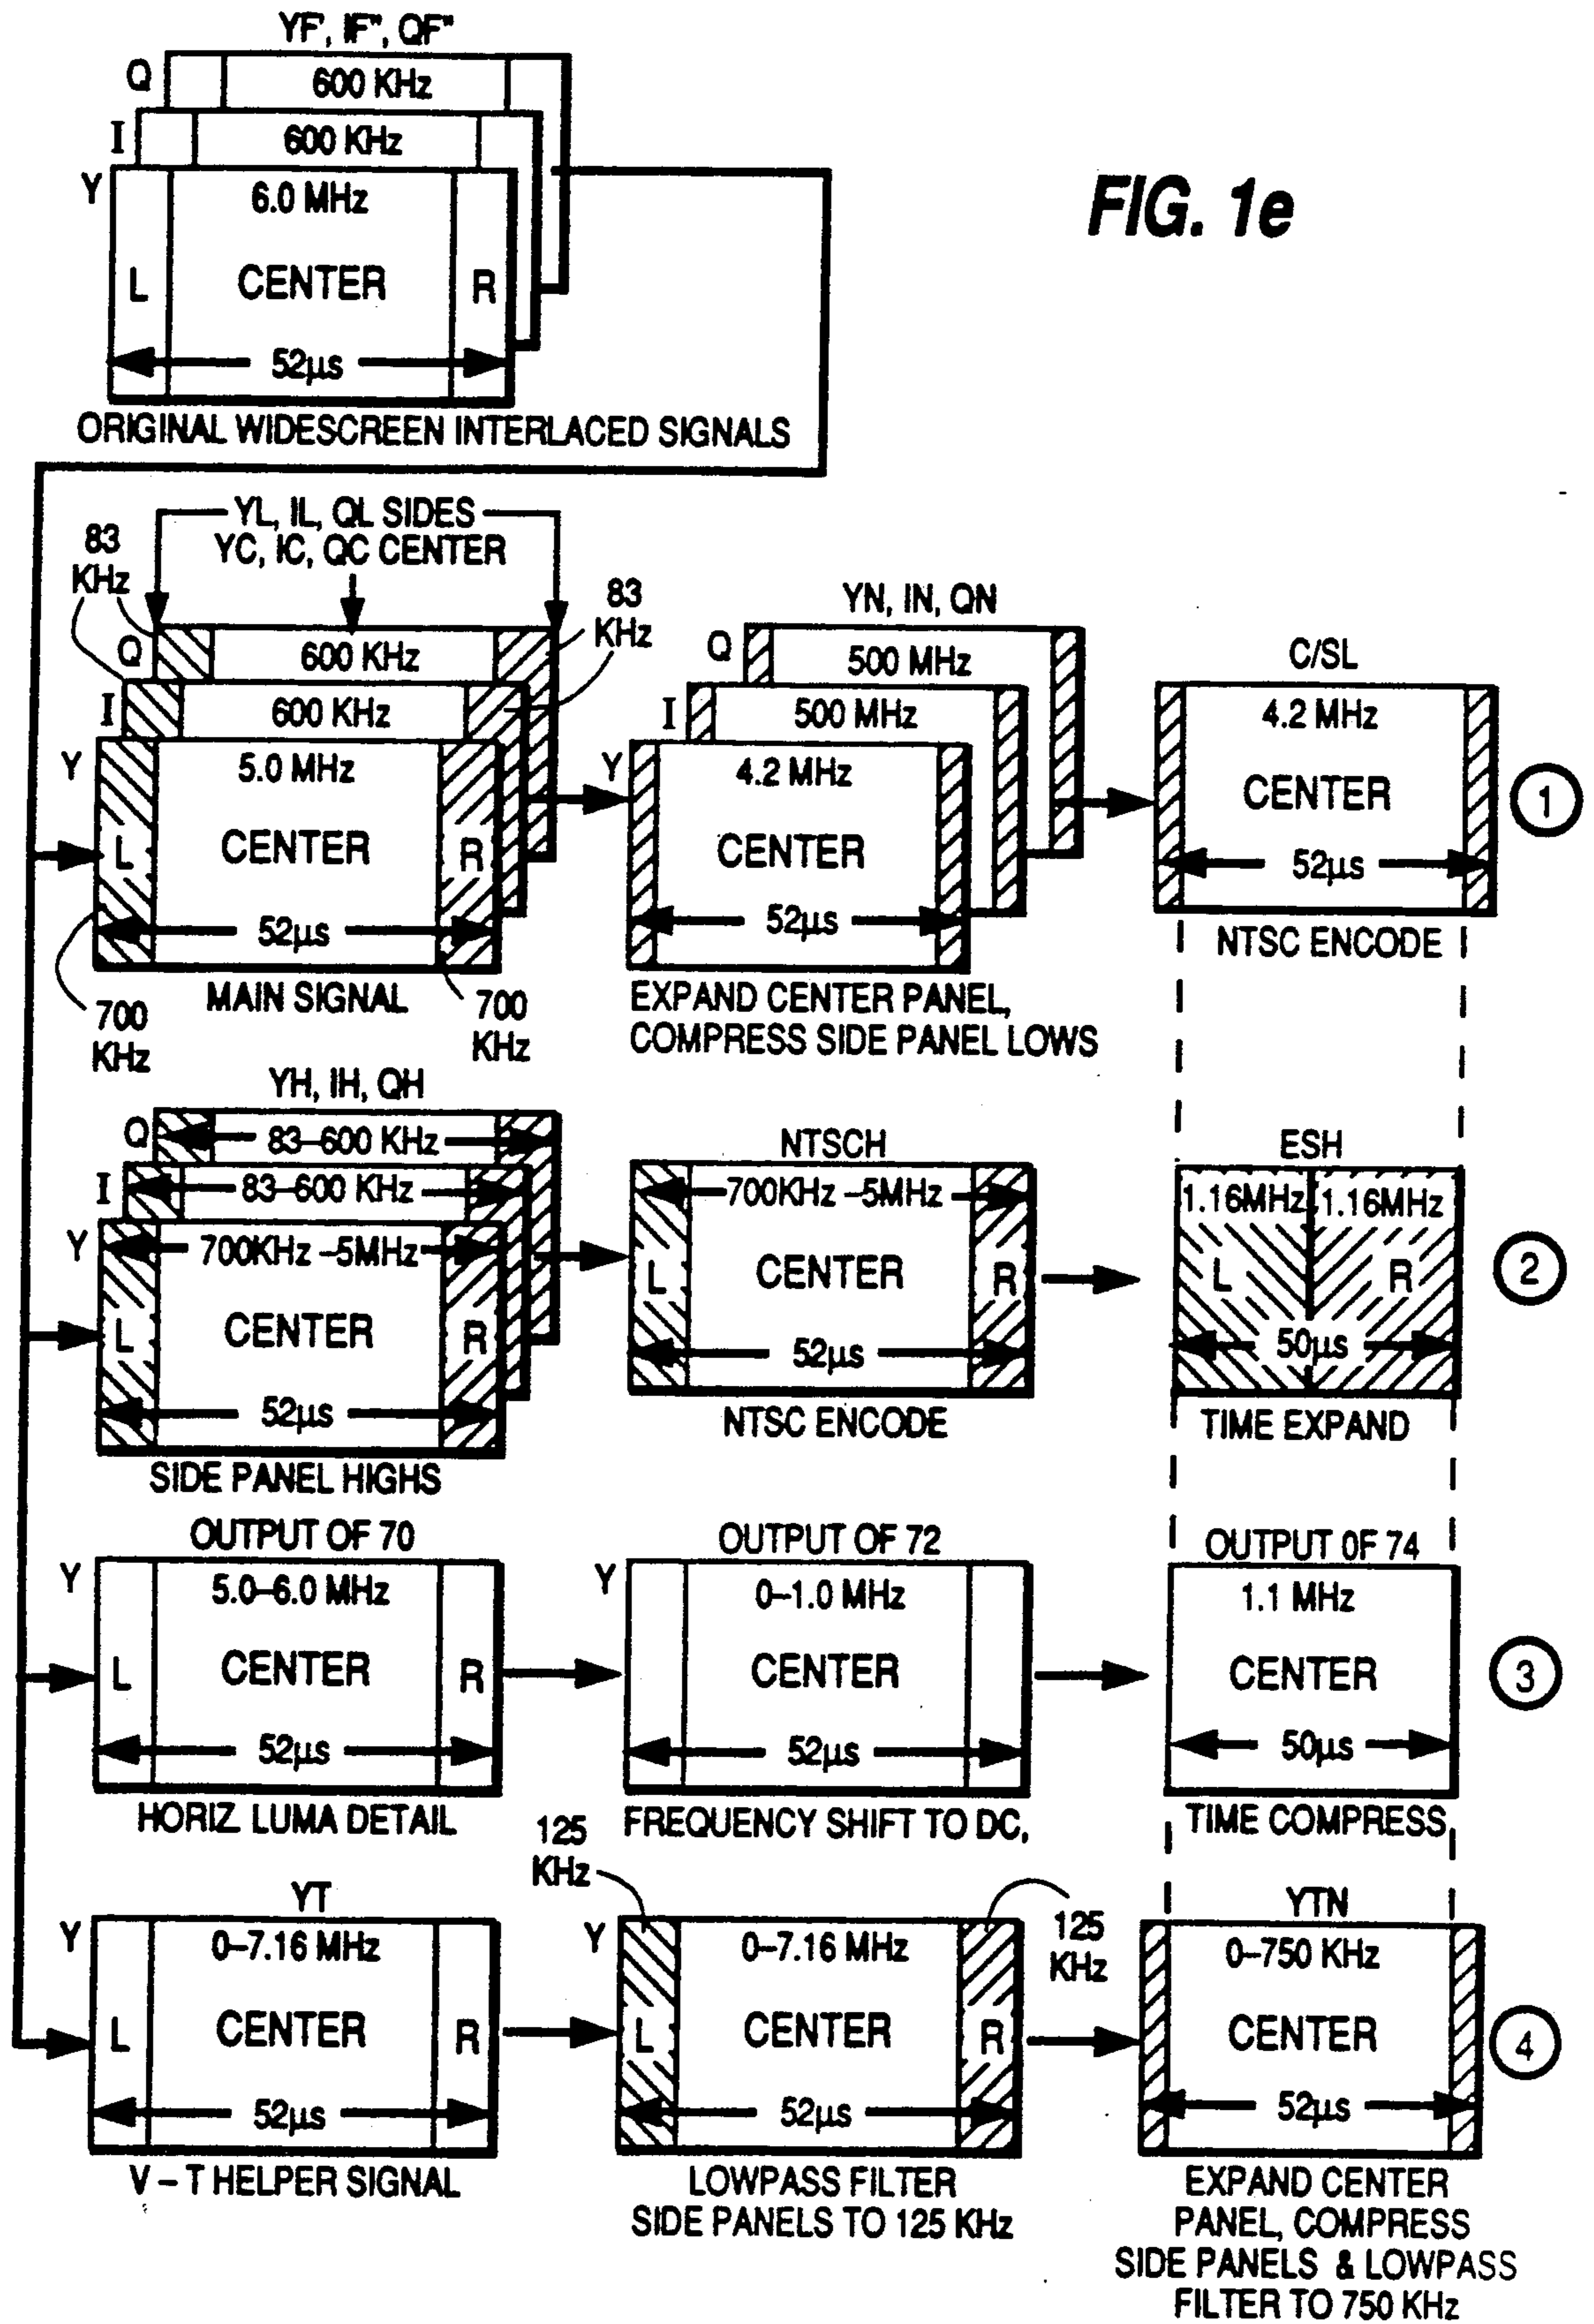 YF', IF", QF"
Q
600 KHz
I
600 KHz
Y
6.0 MHz
L
CENTER
R
52µs
ORIGINAL WIDESCREEN INTERLACED SIGNALS
FIG. 1e
YL, IL, QL SIDES
YC, IC, QC CENTER
83
KHz
83
KHz
Q
600 KHz
I
600 KHz
Y
5.0 MHz
L
CENTER
R
52µs
MAIN SIGNAL
700
KHz
700
KHz
YN, IN, QN
Q
500 MHz
I
500 MHz
Y
4.2 MHz
CENTER
52µs
EXPAND CENTER PANEL,
COMPRESS SIDE PANEL LOWS
C/SL
4.2 MHz
CENTER
52µs
NTSC ENCODE
1
YH, IH, QH
Q
83–600 KHz
I
83–600 KHz
Y
700KHz –5MHz
L
CENTER
R
52µs
SIDE PANEL HIGHS
NTSCH
700KHz –5MHz
L
CENTER
R
52µs
NTSC ENCODE
ESH
1.16MHz
1.16MHz
L
R
50µs
TIME EXPAND
2
OUTPUT OF 70
Y
5.0–6.0 MHz
L
CENTER
R
52µs
HORIZ. LUMA DETAIL
OUTPUT OF 72
Y
0–1.0 MHz
CENTER
52µs
FREQUENCY SHIFT TO DC,
OUTPUT OF 74
1.1 MHz
CENTER
50µs
TIME COMPRESS
3
YT
Y
0–7.16 MHz
L
CENTER
R
52µs
V – T HELPER SIGNAL
125
KHz
125
KHz
Y
0–7.16 MHz
L
CENTER
R
52µs
LOWPASS FILTER
SIDE PANELS TO 125 KHz
YTN
0–750 KHz
CENTER
52µs
EXPAND CENTER
PANEL, COMPRESS
SIDE PANELS & LOWPASS
FILTER TO 750 KHz
4